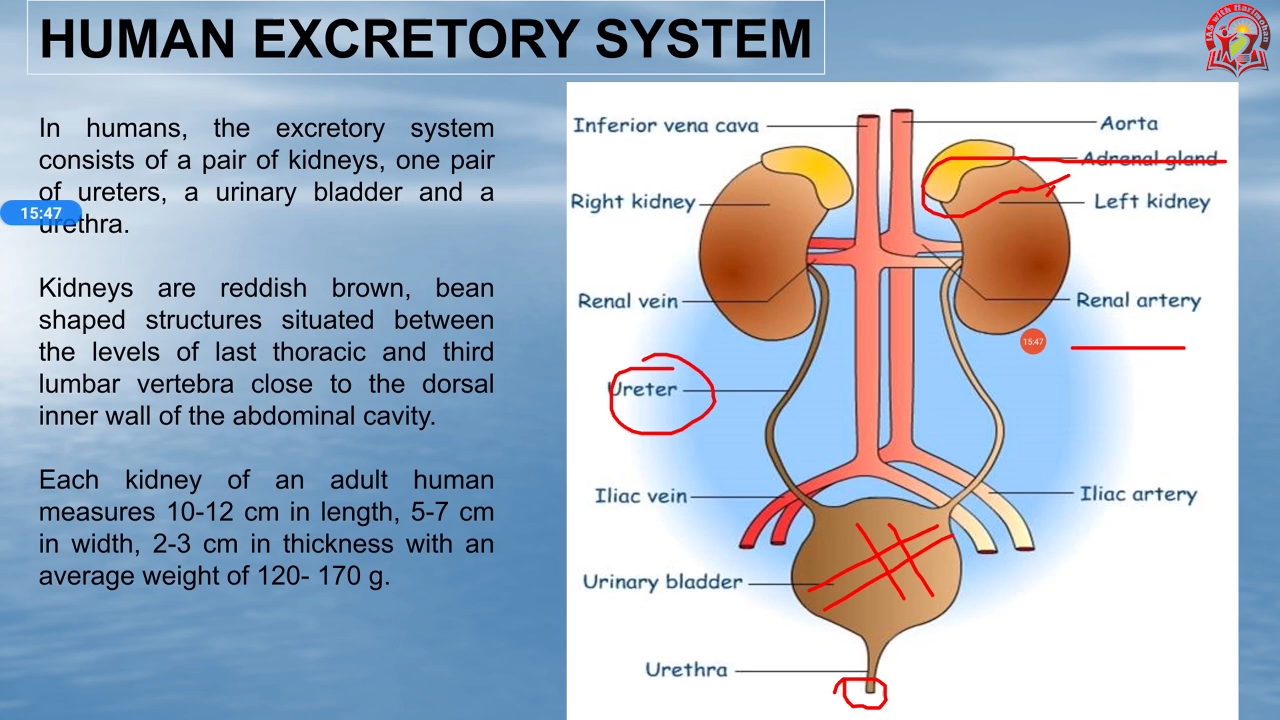 HUMAN EXCRETORY SYSTEM
IAS with Harimohan
In humans, the excretory system
consists of a pair of kidneys, one pair
of ureters, a urinary bladder and a
urethra.
15:47
Kidneys are reddish brown, bean
shaped structures situated between
the levels of last thoracic and third
lumbar vertebra close to the dorsal
inner wall of the abdominal cavity.
Each kidney of an adult human
measures 10-12 cm in length, 5-7 cm
in width, 2-3 cm in thickness with an
average weight of 120- 170 g.
Inferior vena cava
Aorta
Adrenal gland
Right kidney
Left kidney
Renal vein
Renal artery
15:47
Ureter
Iliac vein
Iliac artery
Urinary bladder
Urethra